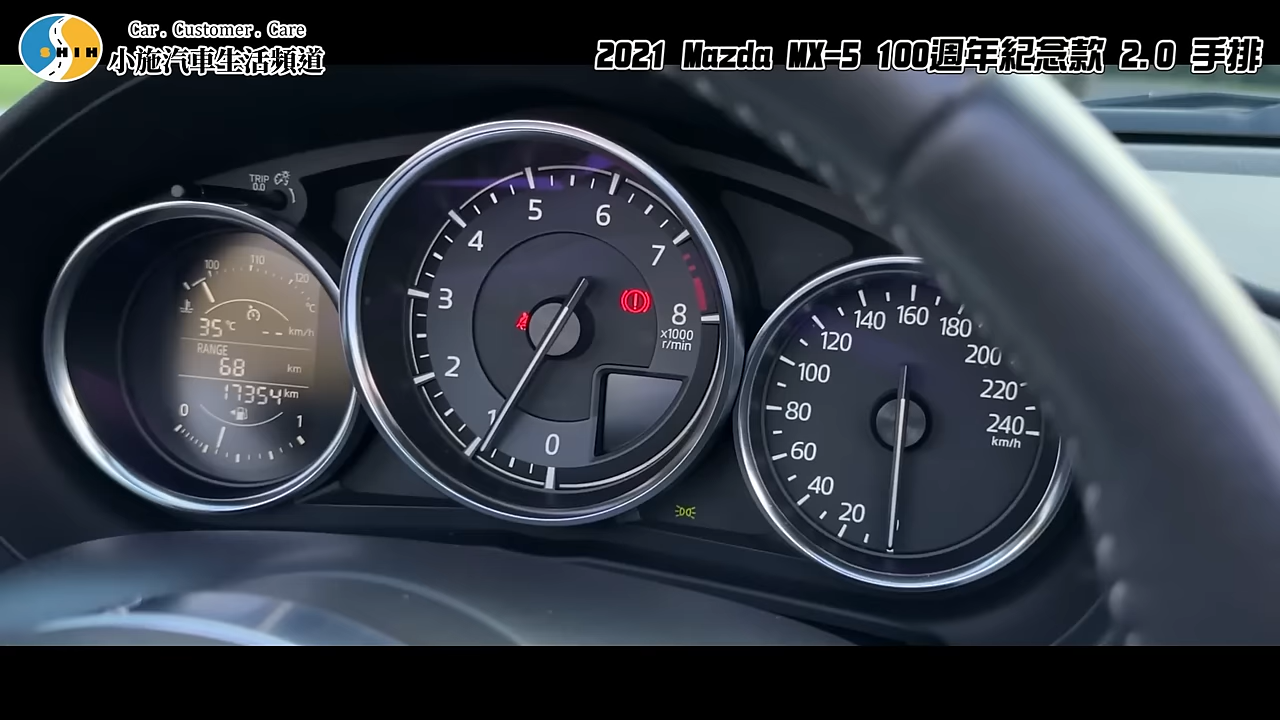 SHIH
Car. Customer. Care
小施汽車生活頻道
2021 Mazda MX-5 100週年紀念款 2.0 手排
TRIP
0.0
100 110 120
°C
35°C -- km/h
RANGE
68 km
17354 km
0 1
0 1 2 3 4 5 6 7 8
x1000
r/min
20 40 60 80 100 120 140 160 180 200 220 240
km/h